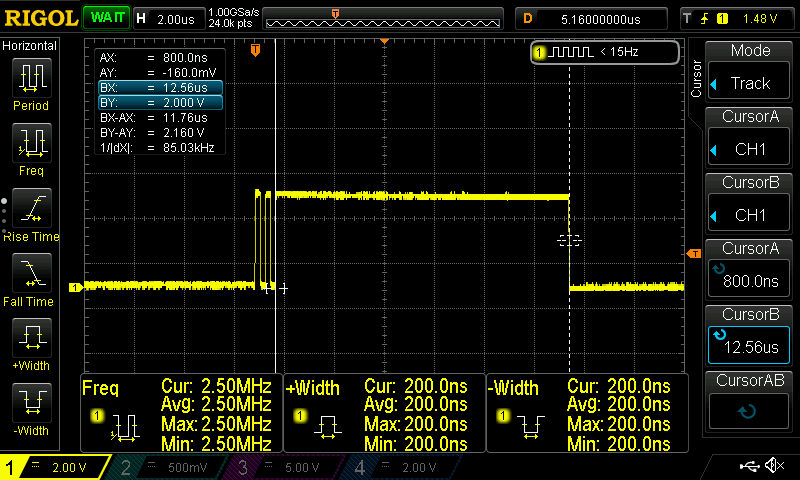 RIGOL WAIT H 2.00us 1.00GSa/s 24.0k pts T D 5.16000000us T 1 1.48 V
Horizontal
Period
Freq
Rise Time
Fall Time
+Width
-Width
T
AX: = 800.0ns
AY: = -160.0mV
BX: = 12.56us
BY: = 2.000 V
BX-AX: = 11.76us
BY-AY: = 2.160 V
1/|dX|: = 85.03kHz
1 < 15Hz
1
T
Cursor
Mode
Track
CursorA
CH1
CursorB
CH1
CursorA
800.0ns
CursorB
12.56us
CursorAB
Freq
1
Cur: 2.50MHz
Avg: 2.50MHz
Max: 2.50MHz
Min: 2.50MHz
+Width
1
Cur: 200.0ns
Avg: 200.0ns
Max: 200.0ns
Min: 200.0ns
-Width
1
Cur: 200.0ns
Avg: 200.0ns
Max: 200.0ns
Min: 200.0ns
1 = 2.00 V 2 = 500mV 3 = 5.00 V 4 = 2.00 V